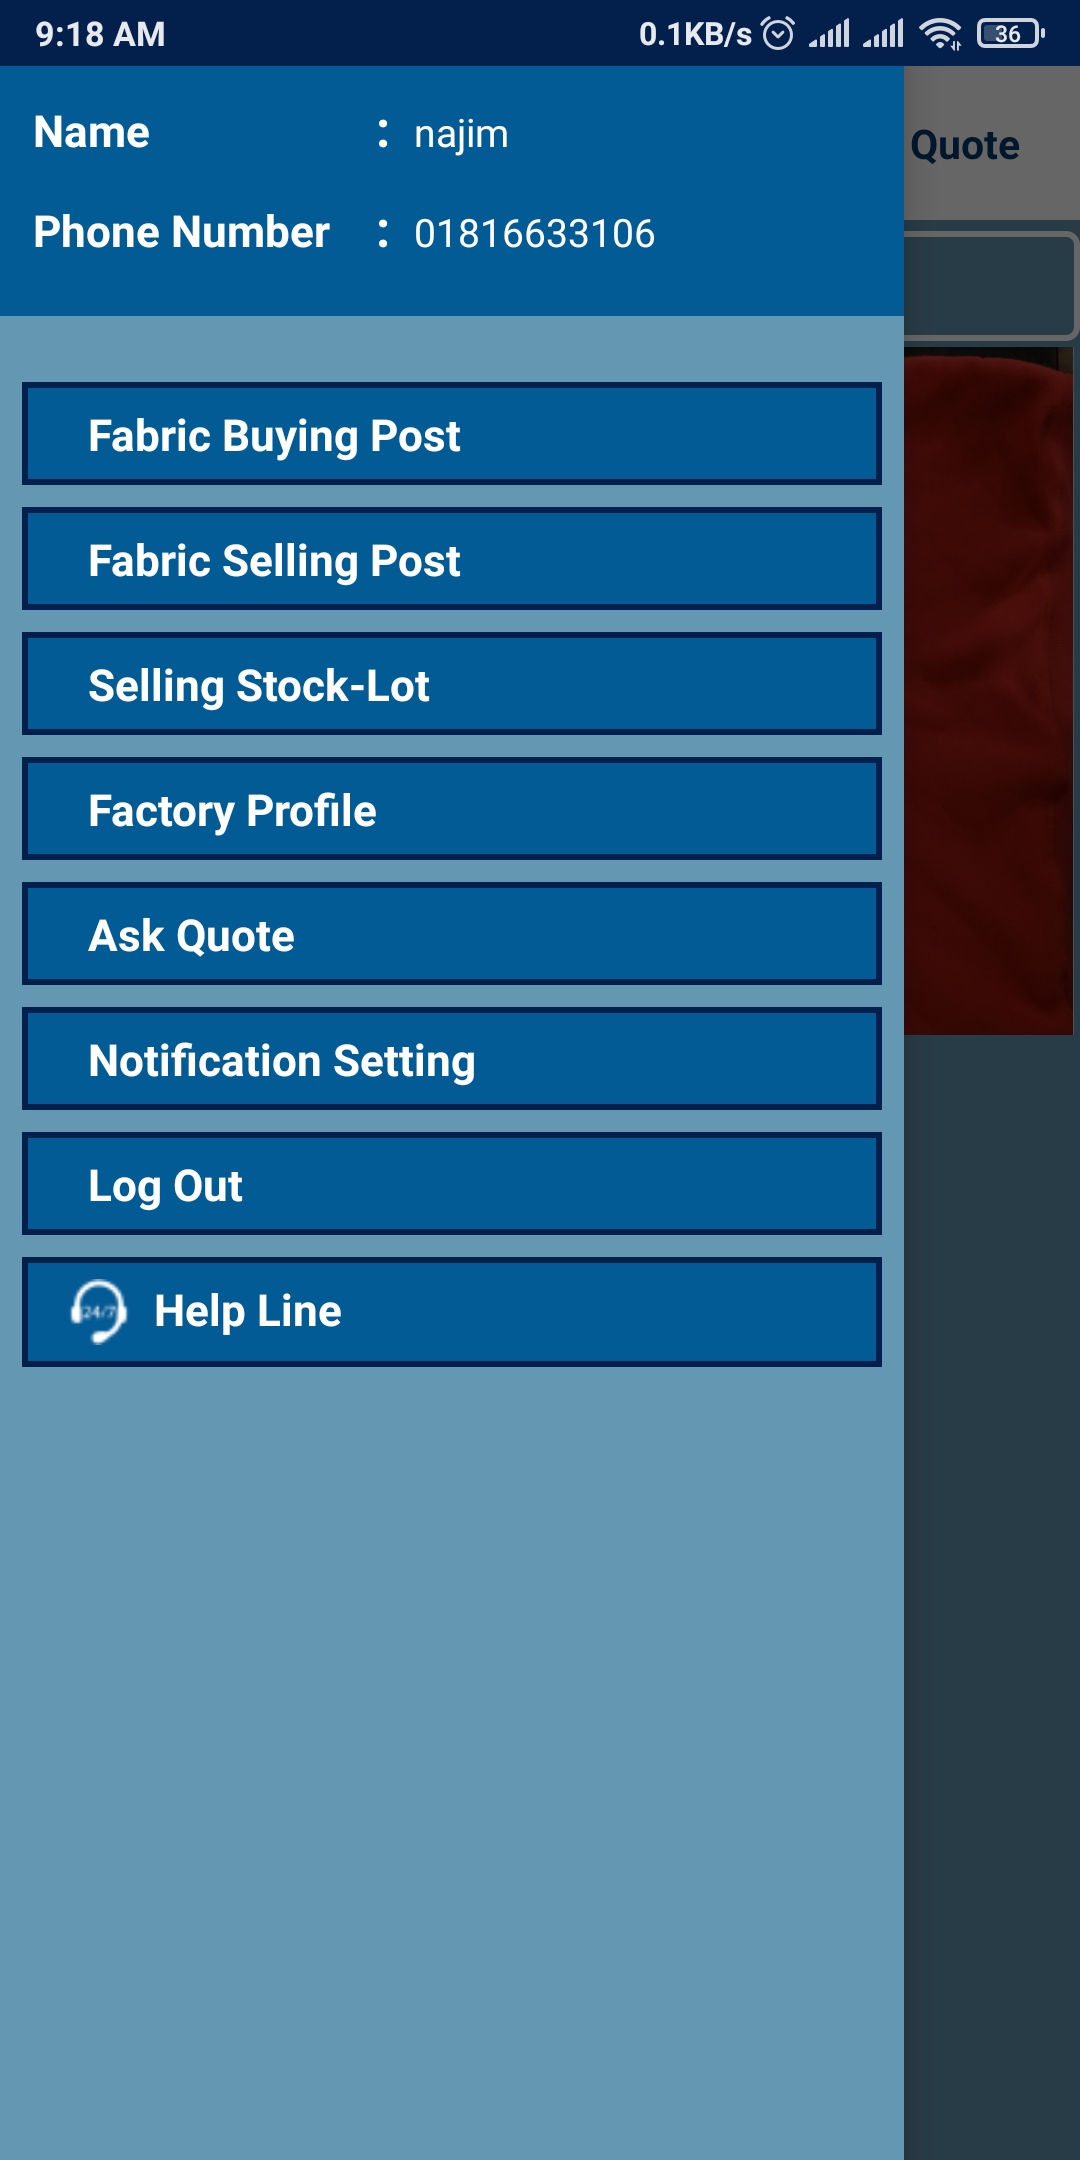 9:18 AM 0.1KB/s 36
Name : najim
Quote
Phone Number : 01816633106
Fabric Buying Post
Fabric Selling Post
Selling Stock-Lot
Factory Profile
Ask Quote
Notification Setting
Log Out
24/7 Help Line